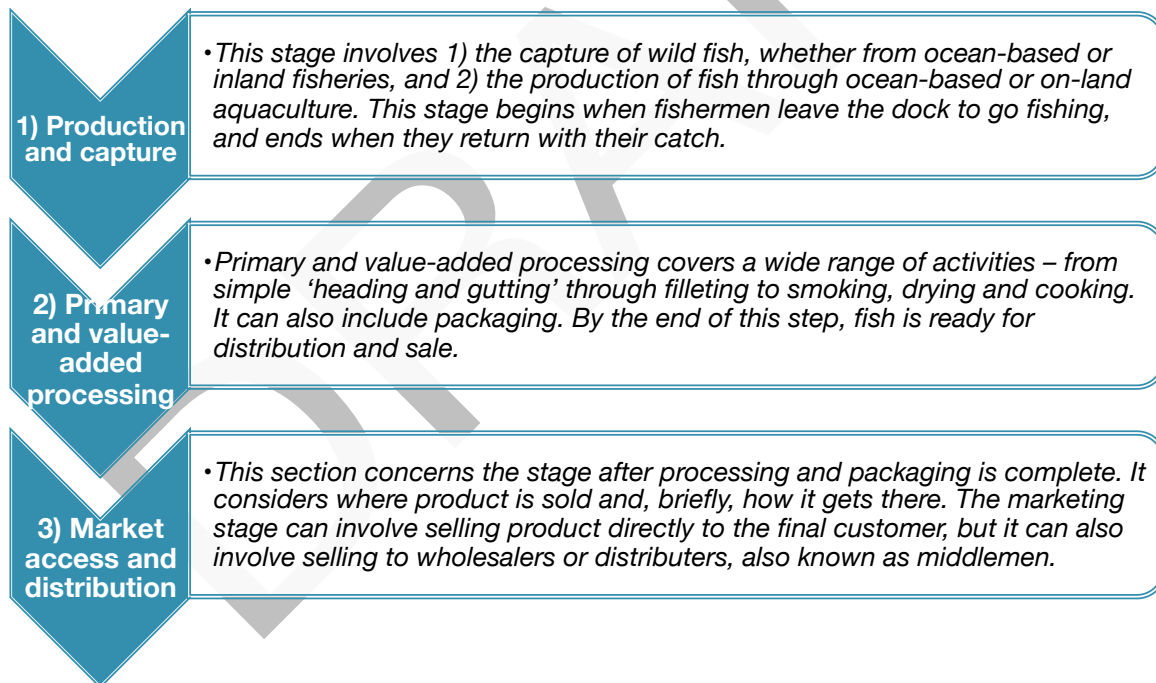 1) Production
and capture
•This stage involves 1) the capture of wild fish, whether from ocean-based or
inland fisheries, and 2) the production of fish through ocean-based or on-land
aquaculture. This stage begins when fishermen leave the dock to go fishing,
and ends when they return with their catch.
2) Primary
and value-
added
processing
•Primary and value-added processing covers a wide range of activities – from
simple  ‘heading and gutting’ through filleting to smoking, drying and cooking.
It can also include packaging. By the end of this step, fish is ready for
distribution and sale.
3) Market
access and
distribution
•This section concerns the stage after processing and packaging is complete. It
considers where product is sold and, briefly, how it gets there. The marketing
stage can involve selling product directly to the final customer, but it can also
involve selling to wholesalers or distributers, also known as middlemen.